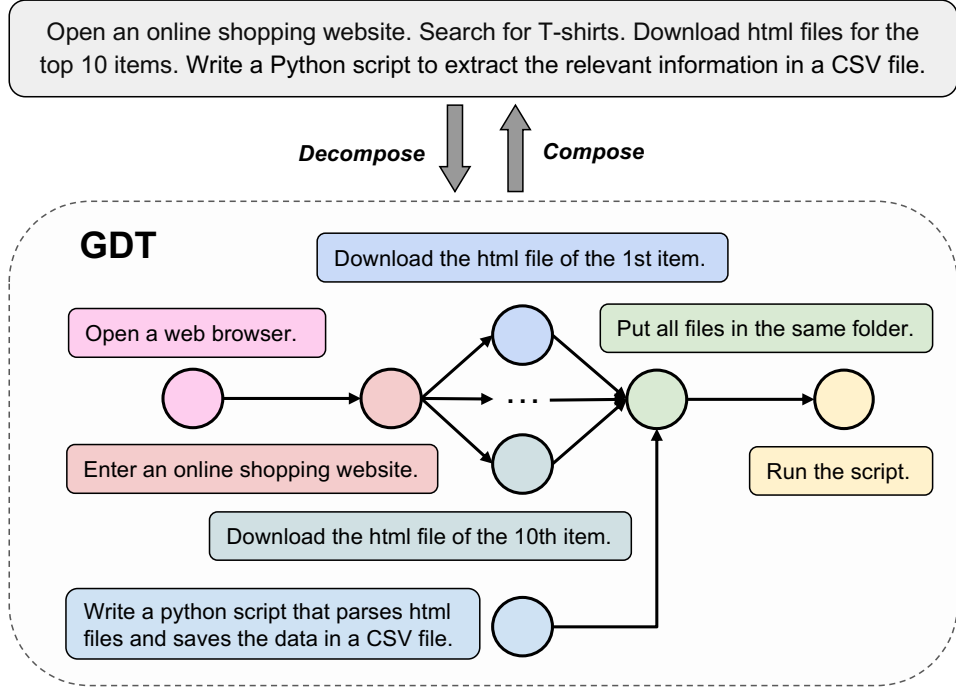 Open an online shopping website. Search for T-shirts. Download html files for the
top 10 items. Write a Python script to extract the relevant information in a CSV file.
Decompose
Compose
GDT
Download the html file of the 1st item.
Open a web browser.
Put all files in the same folder.
...
Enter an online shopping website.
Run the script.
Download the html file of the 10th item.
Write a python script that parses html
files and saves the data in a CSV file.